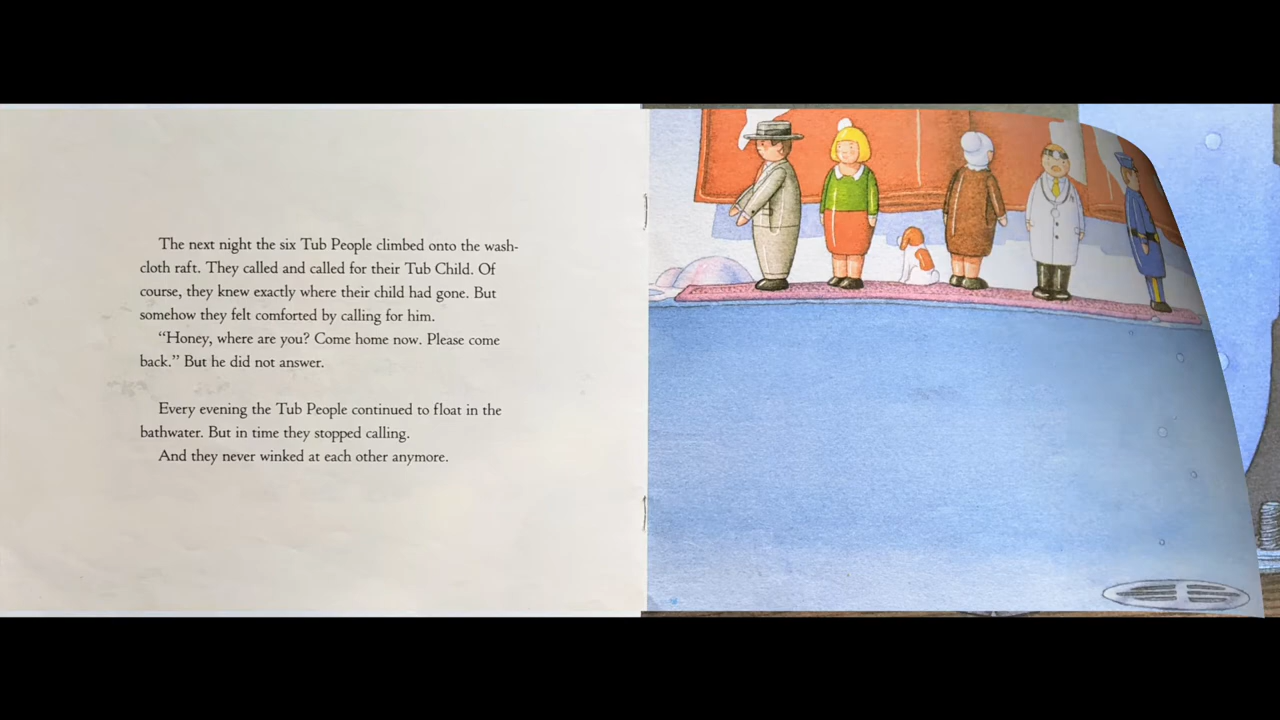 The next night the six Tub People climbed onto the wash-
cloth raft. They called and called for their Tub Child. Of
course, they knew exactly where their child had gone. But
somehow they felt comforted by calling for him.
“Honey, where are you? Come home now. Please come
back.” But he did not answer.
Every evening the Tub People continued to float in the
bathwater. But in time they stopped calling.
And they never winked at each other anymore.